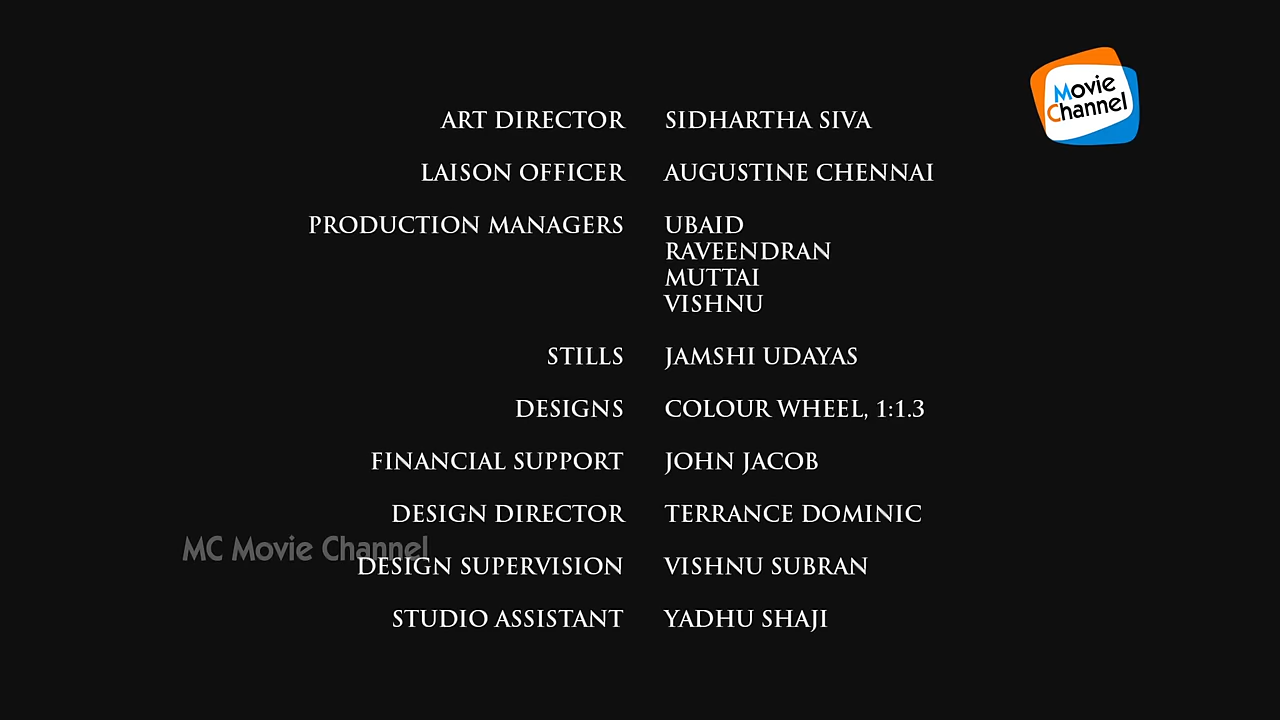 Movie
Channel
ART DIRECTOR SIDHARTHA SIVA
LAISON OFFICER AUGUSTINE CHENNAI
PRODUCTION MANAGERS UBAID
RAVEENDRAN
MUTTAI
VISHNU
STILLS JAMSHI UDAYAS
DESIGNS COLOUR WHEEL, 1:1.3
FINANCIAL SUPPORT JOHN JACOB
DESIGN DIRECTOR TERRANCE DOMINIC
MC Movie Channel
DESIGN SUPERVISION VISHNU SUBRAN
STUDIO ASSISTANT YADHU SHAJI